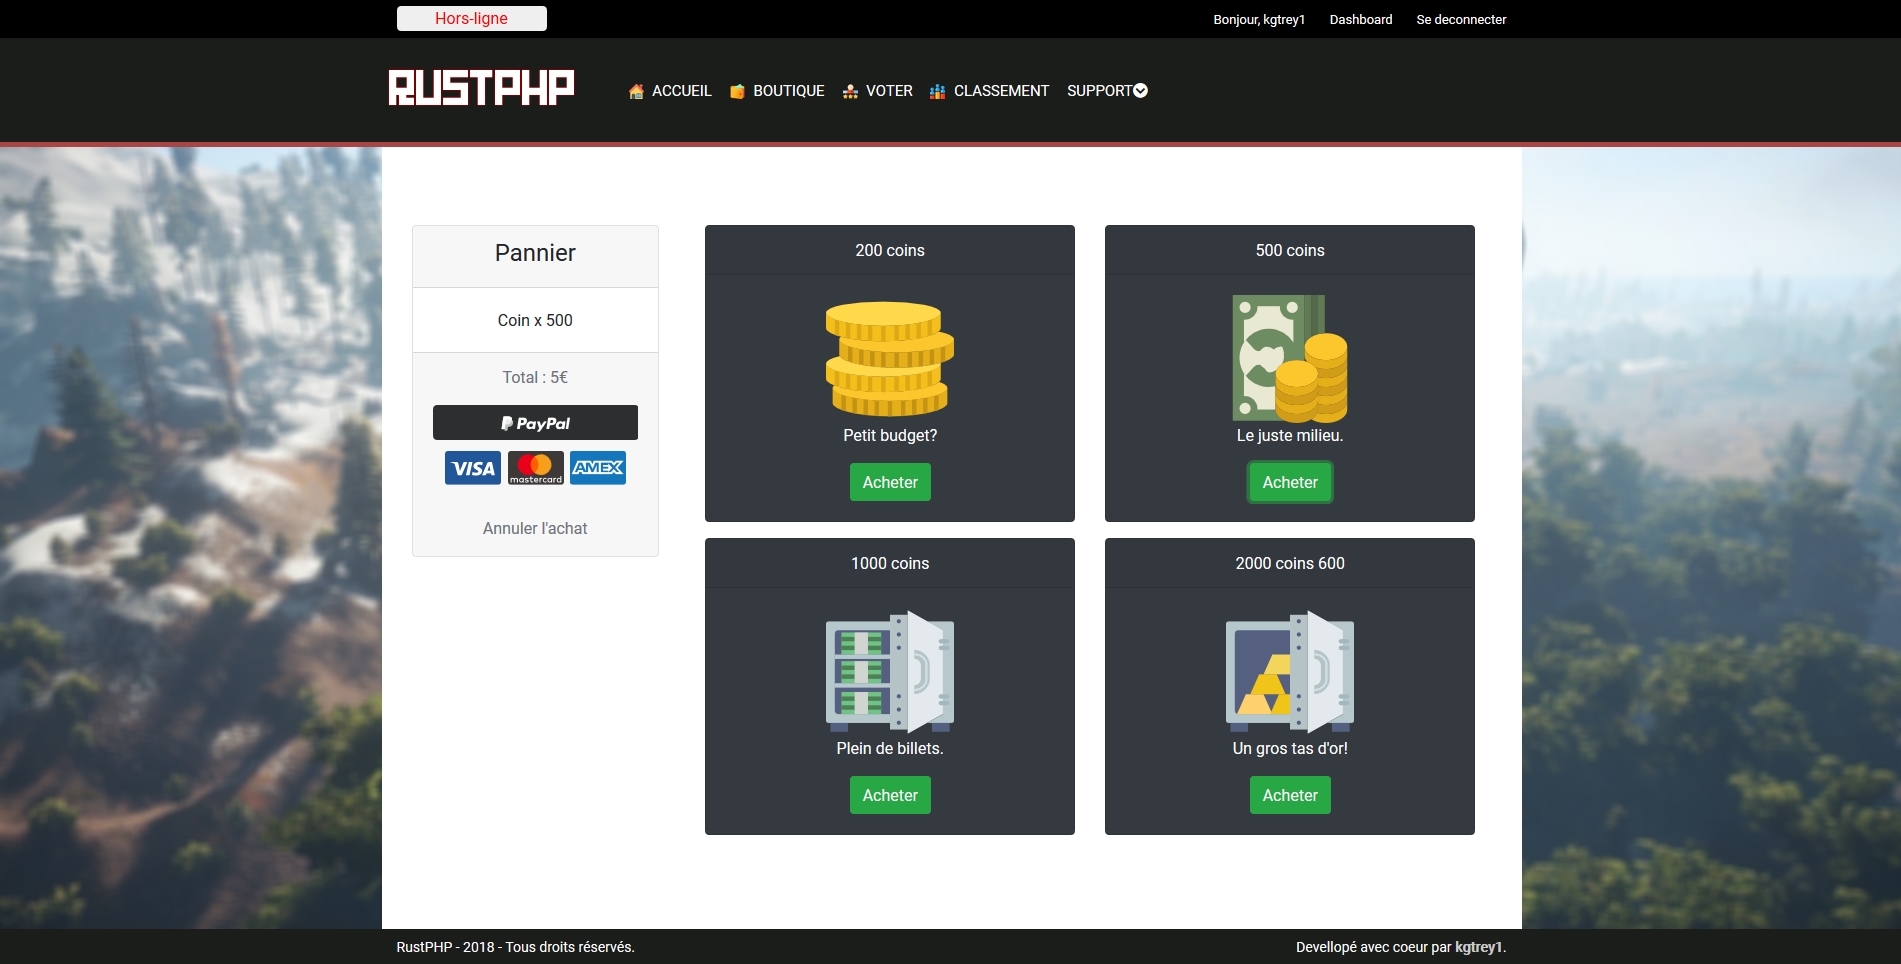 Hors-ligne
Bonjour, kgtrey1 Dashboard Se deconnecter
RUSTPHP
ACCUEIL BOUTIQUE VOTER CLASSEMENT SUPPORT
Pannier
Coin x 500
Total : 5€
PayPal
VISA mastercard AMEX
Annuler l'achat
200 coins
Petit budget?
Acheter
500 coins
Le juste milieu.
Acheter
1000 coins
Plein de billets.
Acheter
2000 coins 600
Un gros tas d'or!
Acheter
RustPHP - 2018 - Tous droits réservés.
Devellopé avec coeur par kgtrey1.